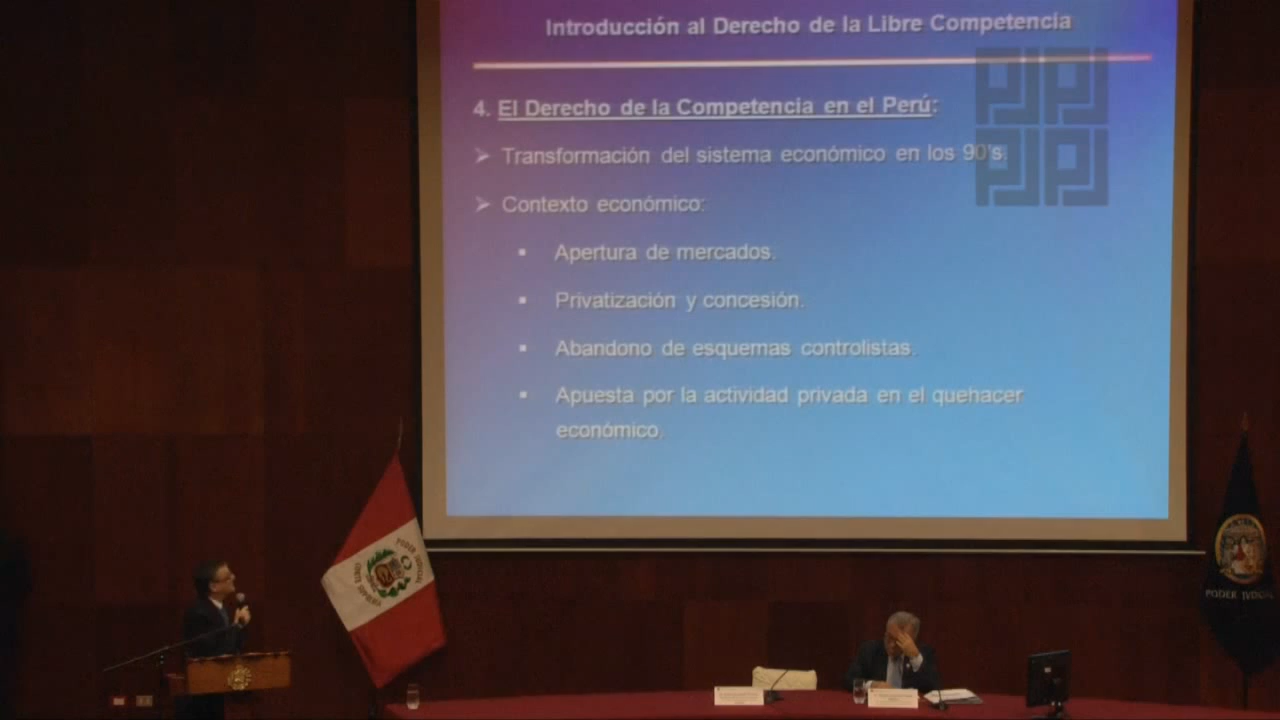 Introducción al Derecho de la Libre Competencia
4. El Derecho de la Competencia en el Perú:
➢ Transformación del sistema económico en los 90's.
➢ Contexto económico:
▪ Apertura de mercados.
▪ Privatización y concesión.
▪ Abandono de esquemas controlistas.
▪ Apuesta por la actividad privada en el quehacer
económico.
PJPJ
PJPJ
PODER JUDICIAL